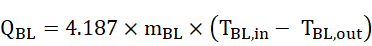 Q_BL = 4.187 × m_BL × (T_BL,in − T_BL,out)